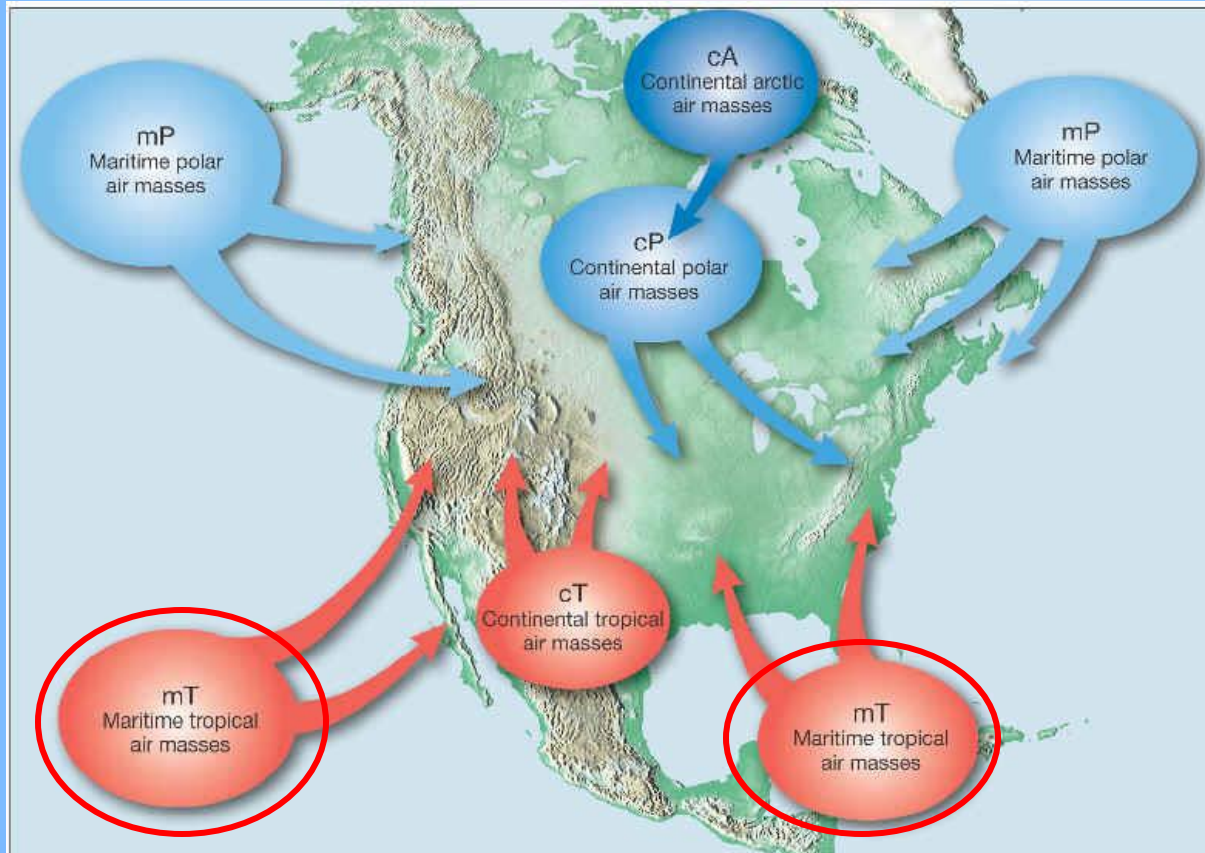 cA
Continental arctic
air masses
mP
Maritime polar
air masses
mP
Maritime polar
air masses
cP
Continental polar
air masses
cT
Continental tropical
air masses
mT
Maritime tropical
air masses
mT
Maritime tropical
air masses